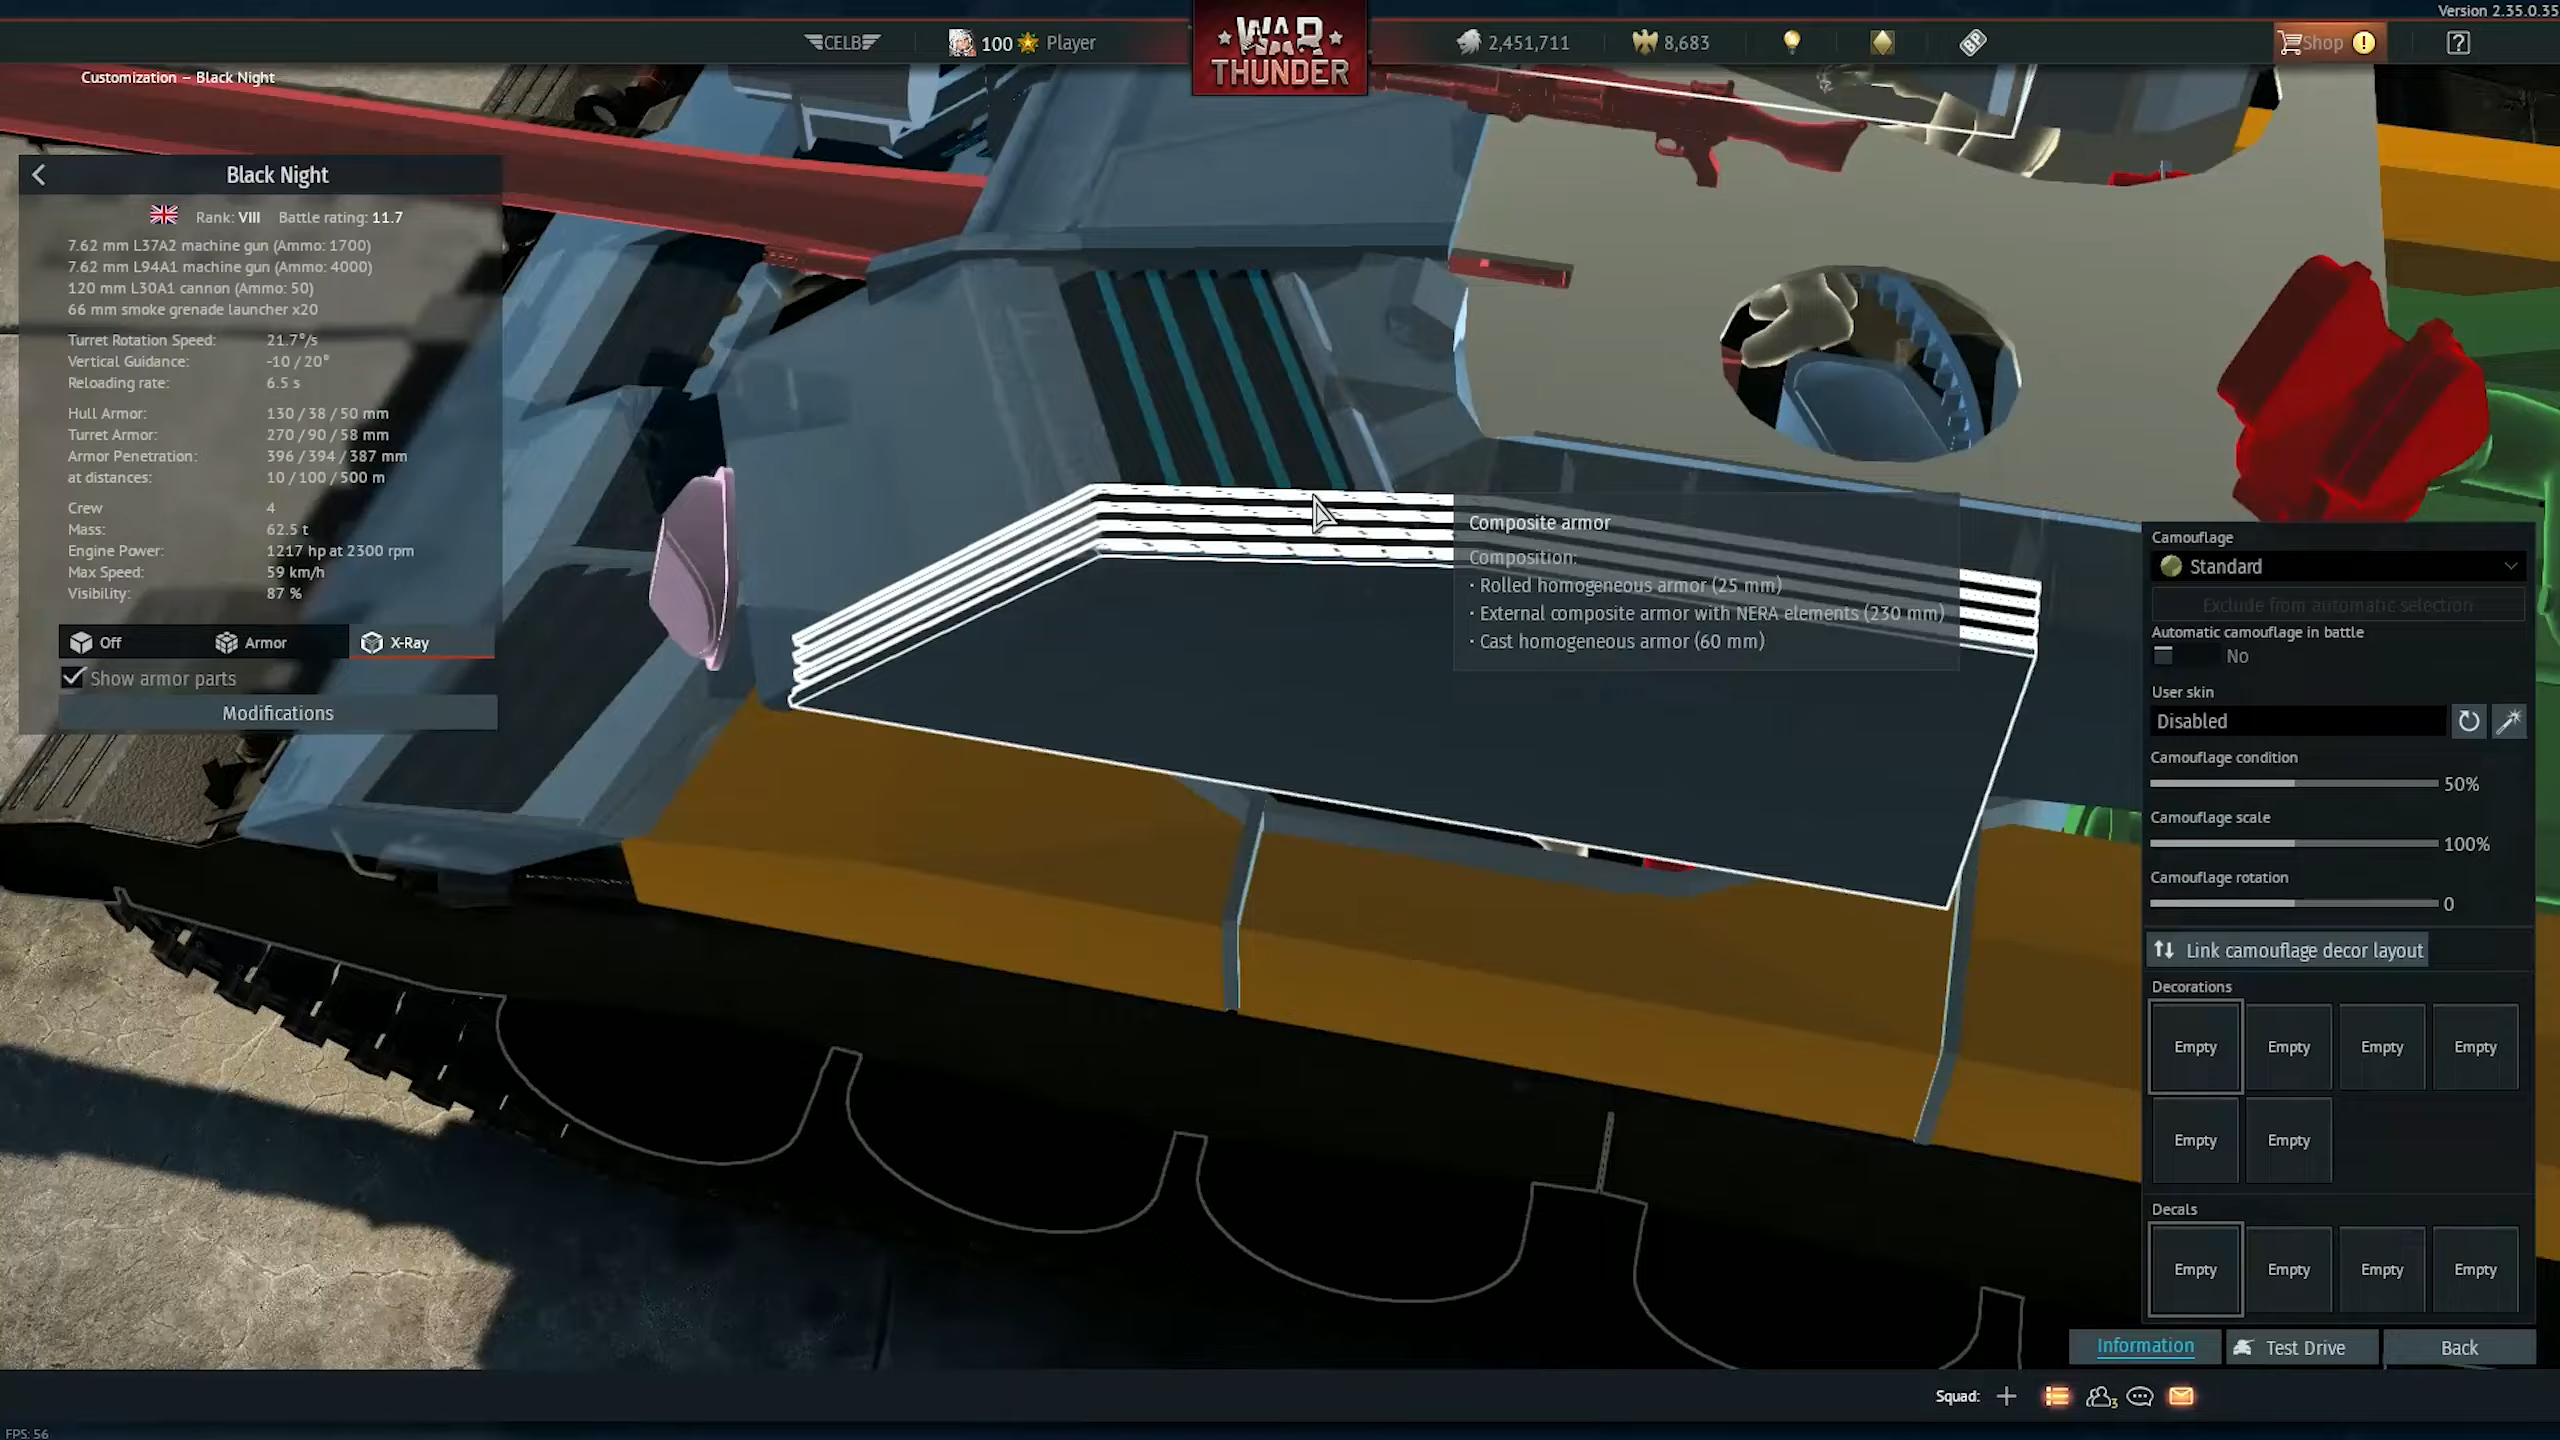 Version 2.35.0.35
CELB
100 Player
WAR THUNDER
2,451,711
8,683
BP
Shop !
?
Customization – Black Night
Black Night
Rank: VIII Battle rating: 11.7
7.62 mm L37A2 machine gun (Ammo: 1700)
7.62 mm L94A1 machine gun (Ammo: 4000)
120 mm L30A1 cannon (Ammo: 50)
66 mm smoke grenade launcher x20
Turret Rotation Speed: 21.7°/s
Vertical Guidance: -10 / 20°
Reloading rate: 6.5 s
Hull Armor: 130 / 38 / 50 mm
Turret Armor: 270 / 90 / 58 mm
Armor Penetration: 396 / 394 / 387 mm
at distances: 10 / 100 / 500 m
Crew 4
Mass: 62.5 t
Engine Power: 1217 hp at 2300 rpm
Max Speed: 59 km/h
Visibility: 87 %
Off Armor X-Ray
Show armor parts
Modifications
Composite armor
Composition:
· Rolled homogeneous armor (25 mm)
· External composite armor with NERA elements (230 mm)
· Cast homogeneous armor (60 mm)
Camouflage
Standard
Exclude from automatic selection
Automatic camouflage in battle
No
User skin
Disabled
Camouflage condition
50%
Camouflage scale
100%
Camouflage rotation
0
Link camouflage decor layout
Decorations
Empty Empty Empty Empty
Empty Empty
Decals
Empty Empty Empty Empty
Information Test Drive Back
Squad: + 3
FPS: 56